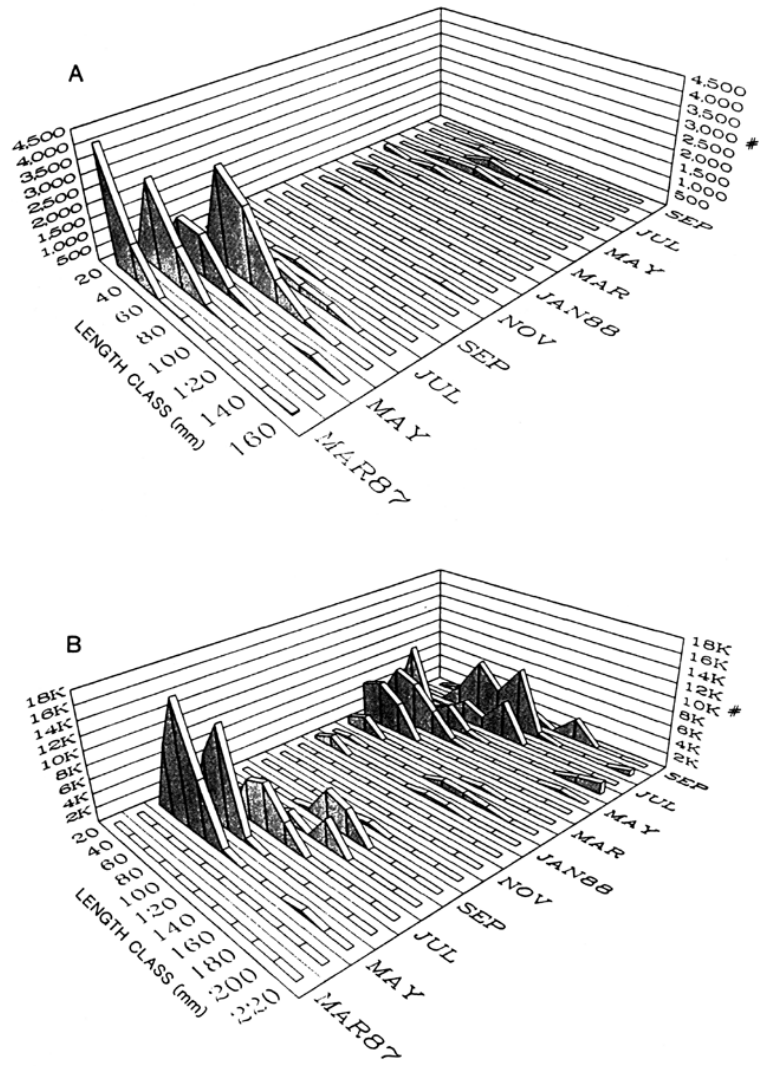 A
4,500
4,000
3,500
3,000
2,500
2,000
1,500
1,000
500
4,500
4,000
3,500
3,000
2,500
2,000
1,500
1,000
500
#
20
40
60
80
100
120
140
160
LENGTH CLASS (mm)
MAR87
MAY
JUL
SEP
NOV
JAN88
MAR
MAY
JUL
SEP
B
18K
16K
14K
12K
10K
8K
6K
4K
2K
18K
16K
14K
12K
10K
8K
6K
4K
2K
#
20
40
60
80
100
120
140
160
180
200
220
LENGTH CLASS (mm)
MAR87
MAY
JUL
SEP
NOV
JAN88
MAR
MAY
JUL
SEP